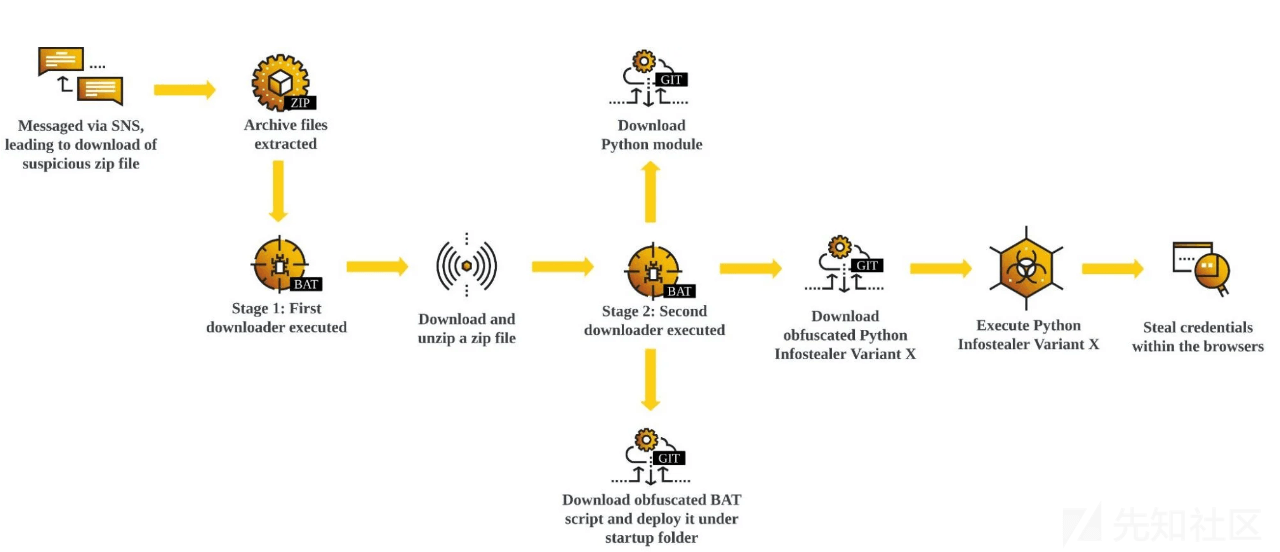 Messaged via SNS,
leading to download of
suspicious zip file
ZIP
Archive files
extracted
GIT
Download
Python module
BAT
Stage 1: First
downloader executed
Download and
unzip a zip file
BAT
Stage 2: Second
downloader executed
GIT
Download
obfuscated Python
Infostealer Variant X
Execute Python
Infostealer Variant X
Steal credentials
within the browsers
GIT
Download obfuscated BAT
script and deploy it under
startup folder
先知社区